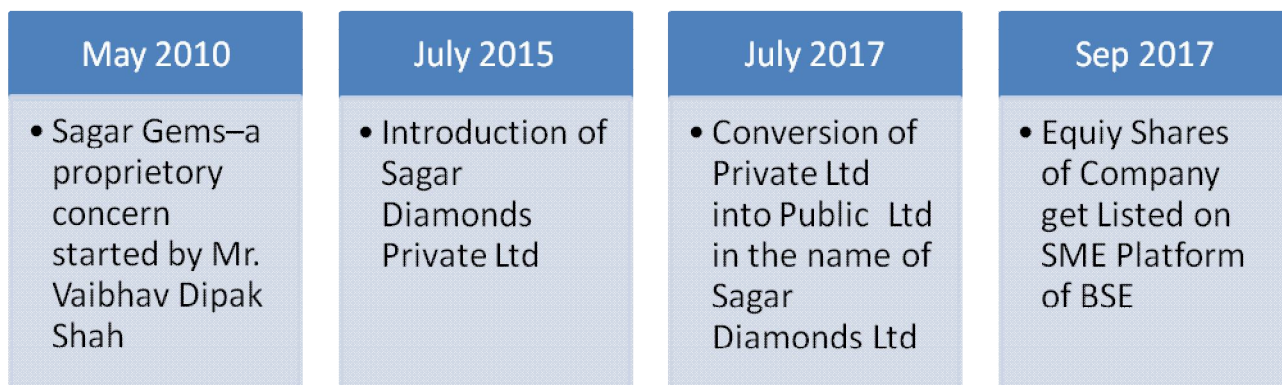 May 2010
• Sagar Gems–a
proprietory
concern
started by Mr.
Vaibhav Dipak
Shah
July 2015
• Introduction of
Sagar
Diamonds
Private Ltd
July 2017
• Conversion of
Private Ltd
into Public Ltd
in the name of
Sagar
Diamonds Ltd
Sep 2017
• Equiy Shares
of Company
get Listed on
SME Platform
of BSE